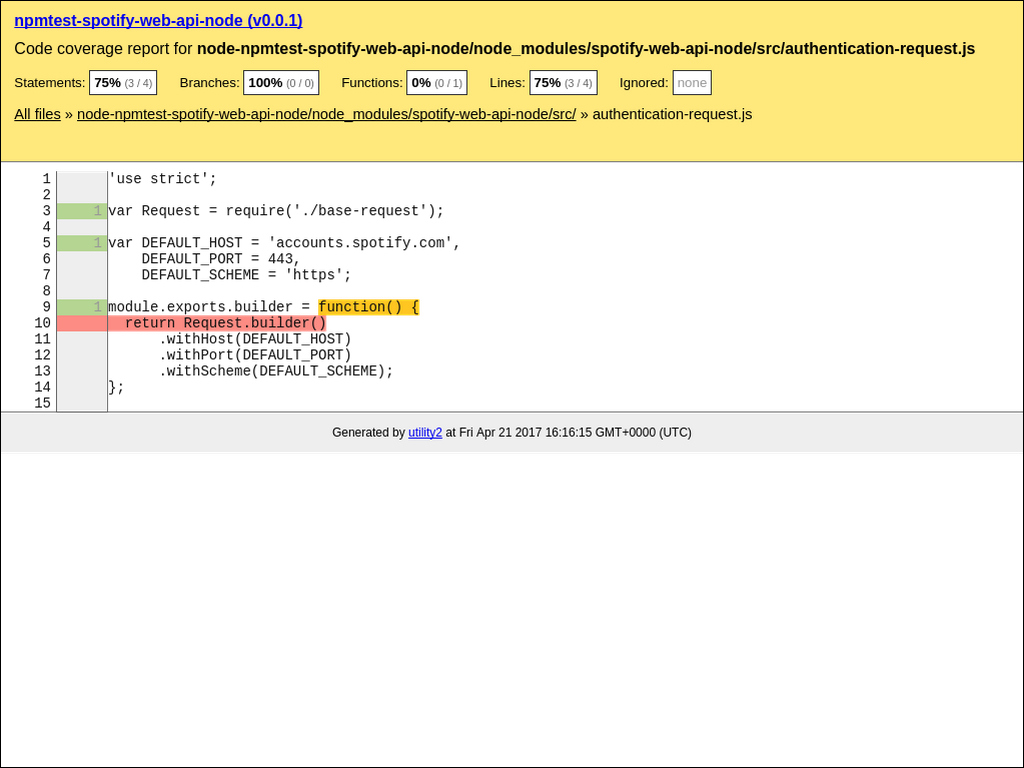 npmtest-spotify-web-api-node (v0.0.1)
Code coverage report for node-npmtest-spotify-web-api-node/node_modules/spotify-web-api-node/src/authentication-request.js
Statements: 75% (3 / 4) Branches: 100% (0 / 0) Functions: 0% (0 / 1) Lines: 75% (3 / 4) Ignored: none
All files » node-npmtest-spotify-web-api-node/node_modules/spotify-web-api-node/src/ » authentication-request.js
1 'use strict';
2
3 1 var Request = require('./base-request');
4
5 1 var DEFAULT_HOST = 'accounts.spotify.com',
6     DEFAULT_PORT = 443,
7     DEFAULT_SCHEME = 'https';
8
9 1 module.exports.builder = function() {
10   return Request.builder()
11       .withHost(DEFAULT_HOST)
12       .withPort(DEFAULT_PORT)
13       .withScheme(DEFAULT_SCHEME);
14 };
15
Generated by utility2 at Fri Apr 21 2017 16:16:15 GMT+0000 (UTC)